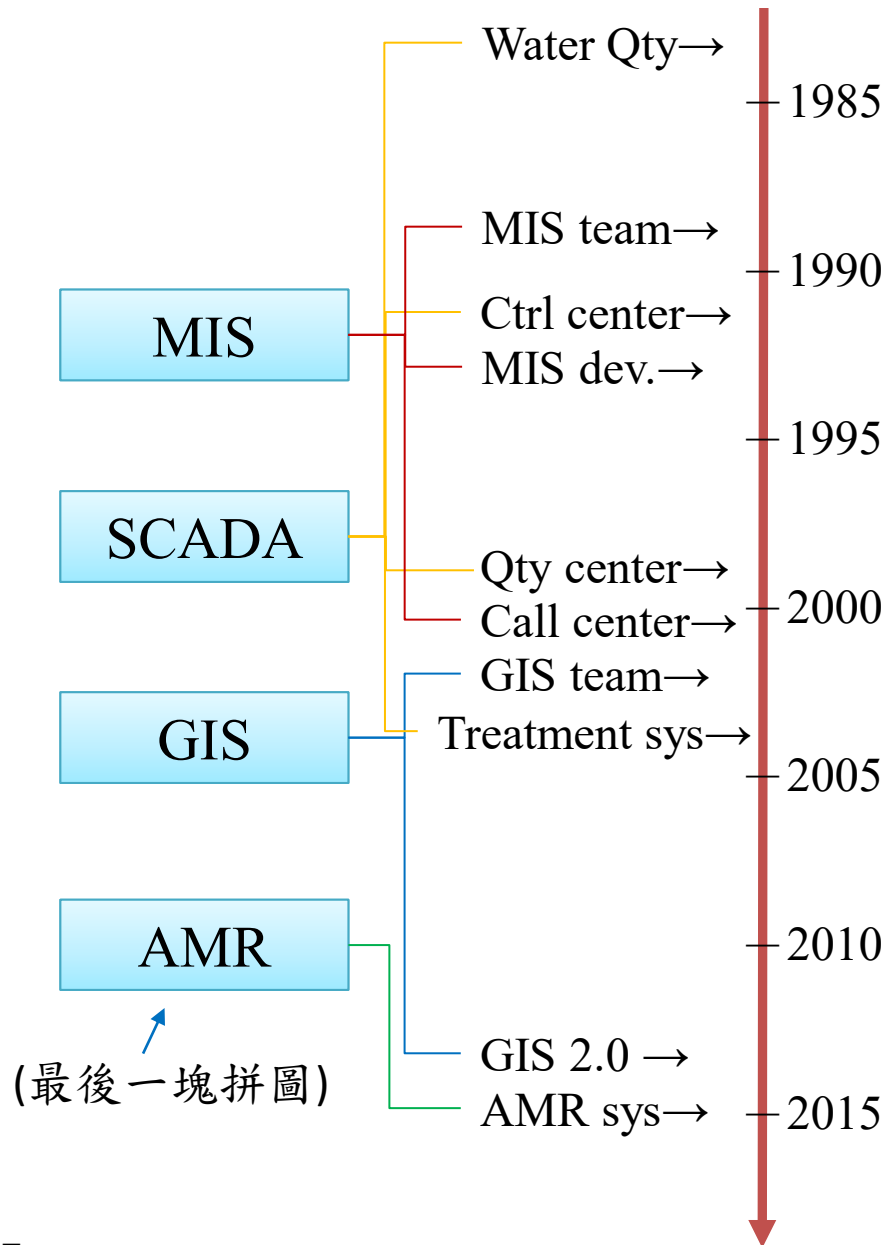 Water Qty→
1985
MIS team→
1990
MIS
Ctrl center→
MIS dev.→
1995
SCADA
Qty center→
2000
Call center→
GIS team→
GIS
Treatment sys→
2005
AMR
2010
(最後一塊拼圖)
GIS 2.0 →
AMR sys→
2015